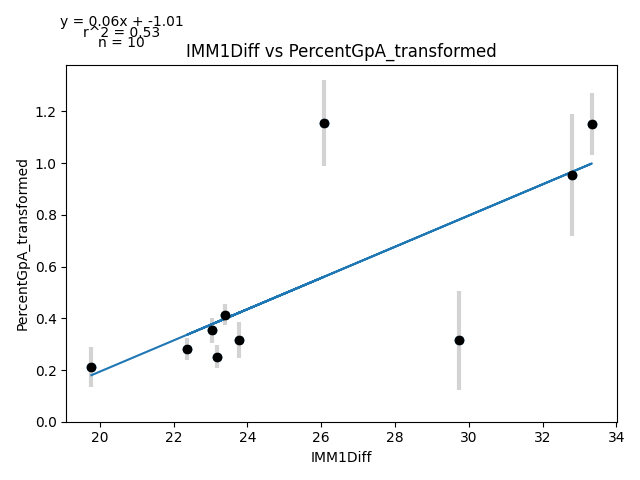 y = 0.06x + -1.01
r^2 = 0.53
n = 10
IMM1Diff vs PercentGpA_transformed
1.2
1.0
0.8
0.6
0.4
0.2
0.0
PercentGpA_transformed
20 22 24 26 28 30 32 34
IMM1Diff